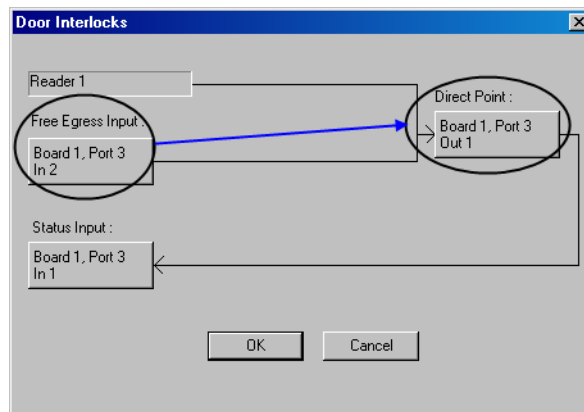 Door Interlocks
Reader 1
Direct Point :
Free Egress Input :
Board 1, Port 3
Out 1
Board 1, Port 3
In 2
Status Input :
Board 1, Port 3
In 1
OK
Cancel